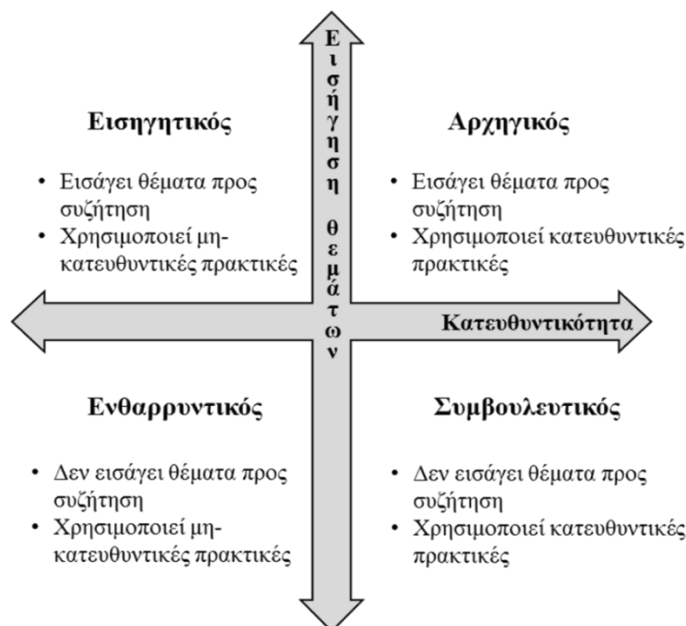 Εισήγηση θεμάτων
Εισηγητικός
• Εισάγει θέματα προς
συζήτηση
• Χρησιμοποιεί μη-
κατευθυντικές πρακτικές
Αρχηγικός
• Εισάγει θέματα προς
συζήτηση
• Χρησιμοποιεί κατευθυντικές
πρακτικές
Κατευθυντικότητα
Ενθαρρυντικός
• Δεν εισάγει θέματα προς
συζήτηση
• Χρησιμοποιεί μη-
κατευθυντικές πρακτικές
Συμβουλευτικός
• Δεν εισάγει θέματα προς
συζήτηση
• Χρησιμοποιεί κατευθυντικές
πρακτικές